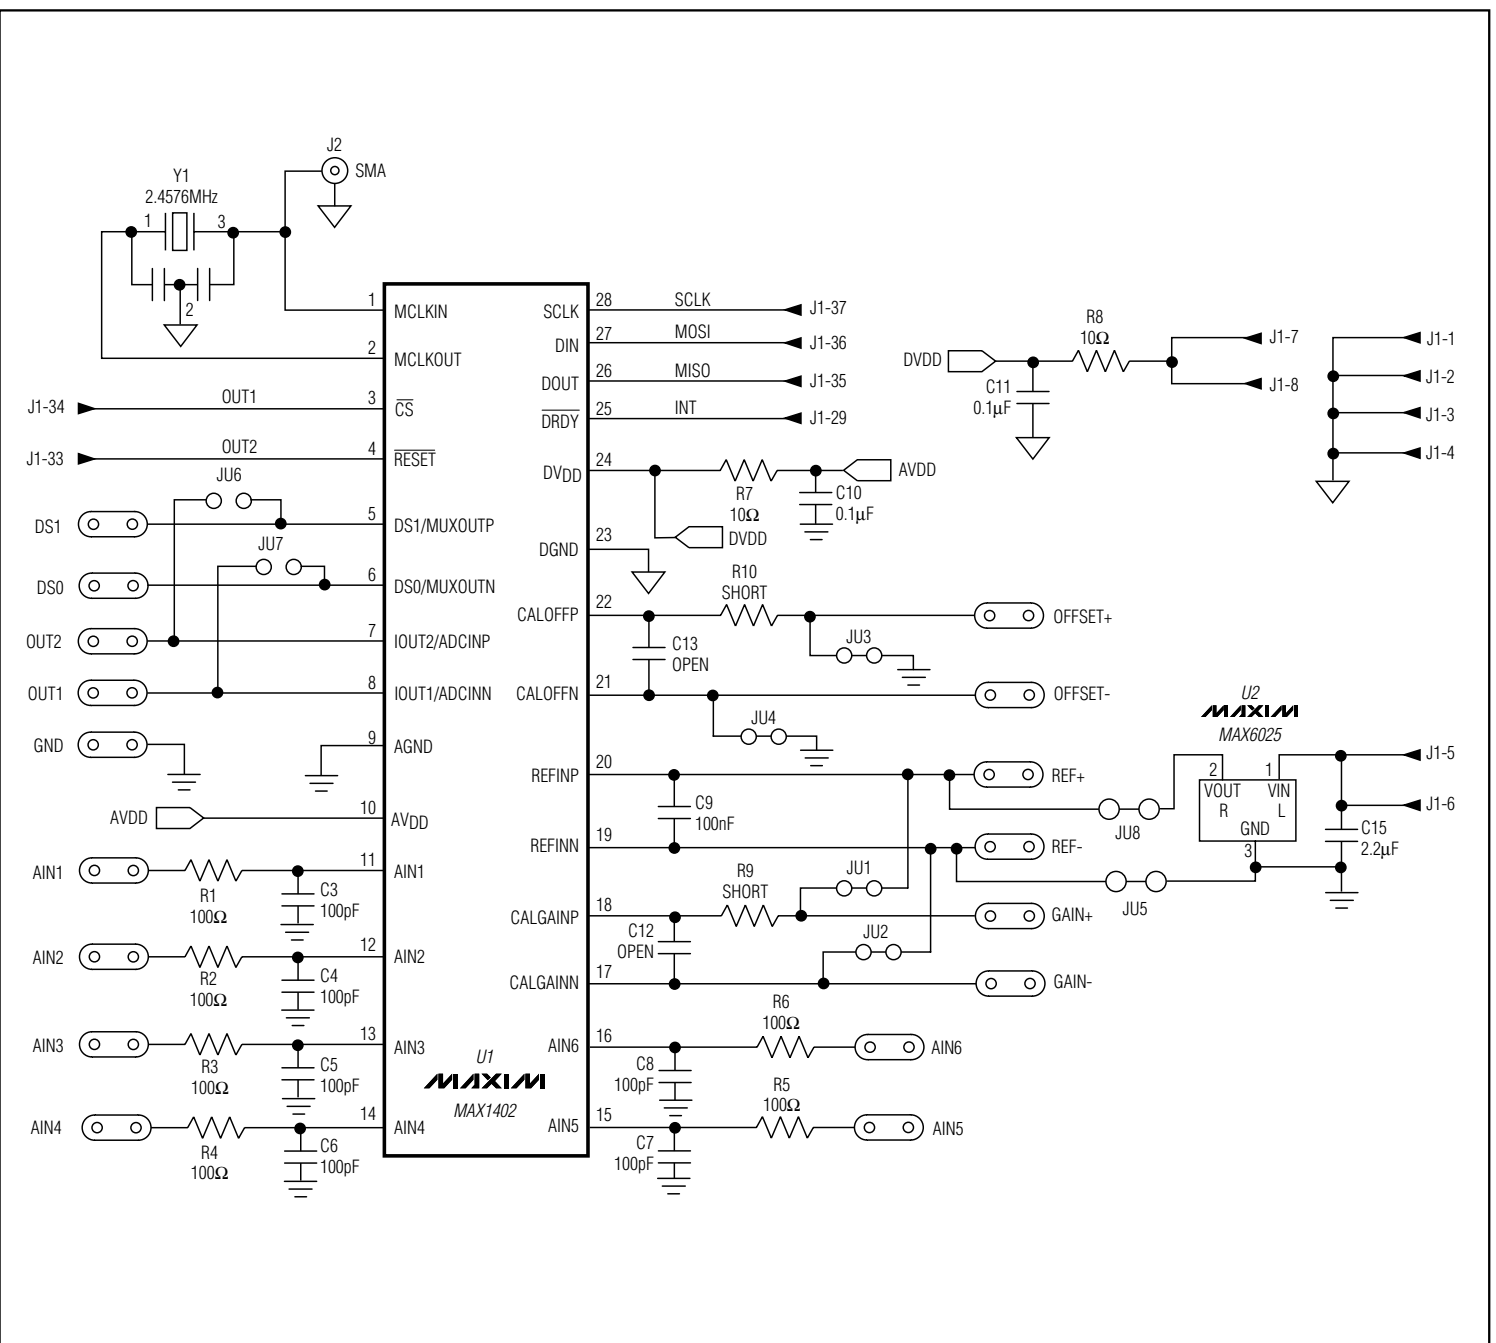 J2
SMA
Y1
2.4576MHz
1
3
2
1
MCLKIN
2
MCLKOUT
J1-34
OUT1
3
CS
J1-33
OUT2
4
RESET
JU6
DS1
5
DS1/MUXOUTP
JU7
DS0
6
DS0/MUXOUTN
OUT2
7
IOUT2/ADCINP
OUT1
8
IOUT1/ADCINN
GND
9
AGND
AVDD
10
AVDD
AIN1
R1
100Ω
C3
100pF
11
AIN1
AIN2
R2
100Ω
C4
100pF
12
AIN2
AIN3
R3
100Ω
C5
100pF
13
AIN3
AIN4
R4
100Ω
C6
100pF
14
AIN4
U1
MAXIM
MAX1402
SCLK
28
SCLK
J1-37
DIN
27
MOSI
J1-36
DOUT
26
MISO
J1-35
DRDY
25
INT
J1-29
DVDD
24
R7
10Ω
C10
0.1µF
AVDD
DVDD
DGND
23
CALOFFP
22
R10
SHORT
C13
OPEN
JU3
OFFSET+
CALOFFN
21
JU4
OFFSET-
REFINP
20
C9
100nF
REF+
REFINN
19
REF-
CALGAINP
18
R9
SHORT
JU1
GAIN+
C12
OPEN
JU2
CALGAINN
17
GAIN-
AIN6
16
C8
100pF
R6
100Ω
AIN6
AIN5
15
C7
100pF
R5
100Ω
AIN5
DVDD
C11
0.1µF
R8
10Ω
J1-7
J1-8
J1-1
J1-2
J1-3
J1-4
U2
MAXIM
MAX6025
2
1
VOUT
VIN
R
L
GND
3
JU8
JU5
J1-5
J1-6
C15
2.2µF